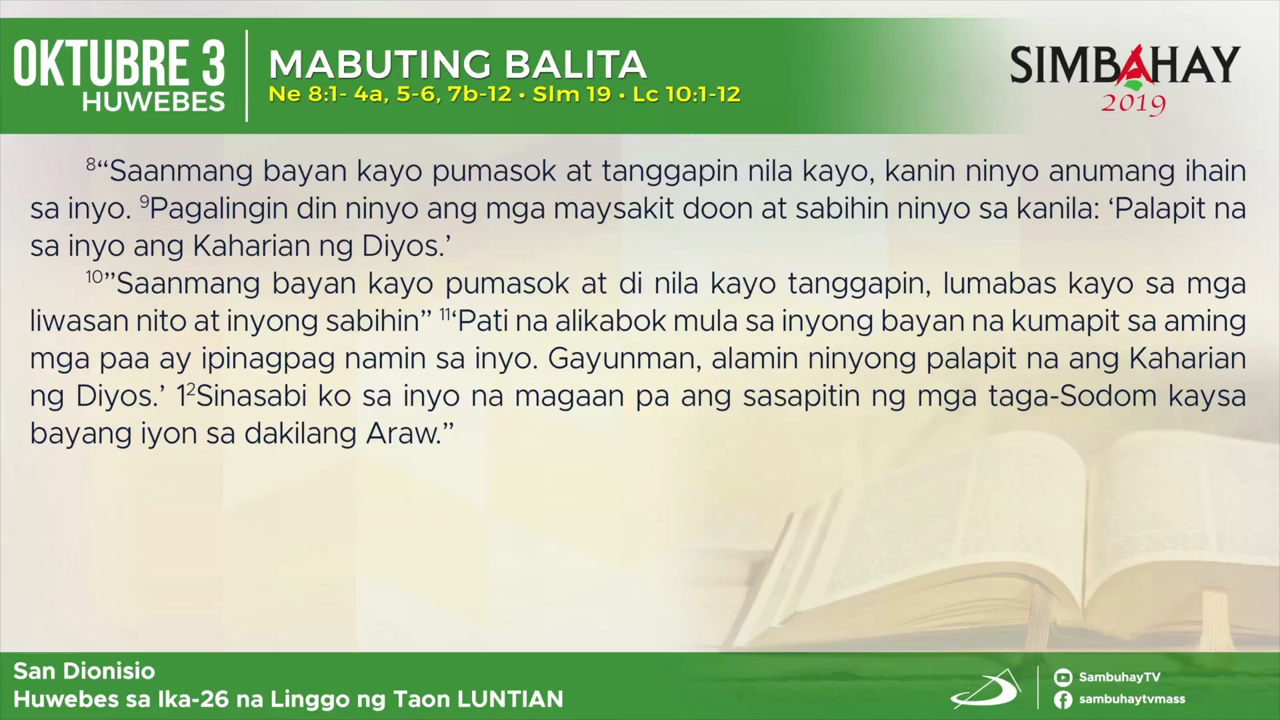 OKTUBRE 3
HUWEBES
MABUTING BALITA
Ne 8:1- 4a, 5-6, 7b-12 • Slm 19 • Lc 10:1-12
SIMBAHAY
2019
⁸“Saanmang bayan kayo pumasok at tanggapin nila kayo, kanin ninyo anumang ihain
sa inyo. ⁹Pagalingin din ninyo ang mga maysakit doon at sabihin ninyo sa kanila: ‘Palapit na
sa inyo ang Kaharian ng Diyos.’
¹⁰”Saanmang bayan kayo pumasok at di nila kayo tanggapin, lumabas kayo sa mga
liwasan nito at inyong sabihin” ¹¹‘Pati na alikabok mula sa inyong bayan na kumapit sa aming
mga paa ay ipinagpag namin sa inyo. Gayunman, alamin ninyong palapit na ang Kaharian
ng Diyos.’ 1²Sinasabi ko sa inyo na magaan pa ang sasapitin ng mga taga-Sodom kaysa
bayang iyon sa dakilang Araw.”
San Dionisio
Huwebes sa Ika-26 na Linggo ng Taon LUNTIAN
SambuhayTV
sambuhaytvmass